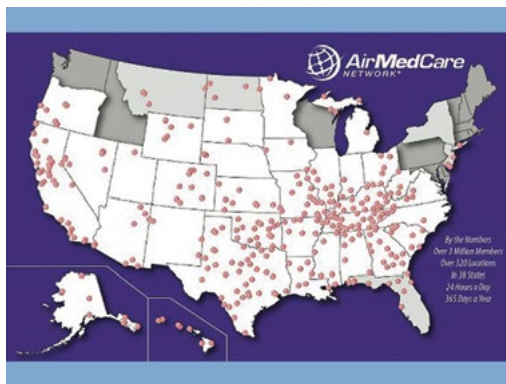 AirMedCare
NETWORK®
By the Numbers
Over 3 Million Members
Over 320 Locations
In 38 States
24 Hours a Day
365 Days a Year